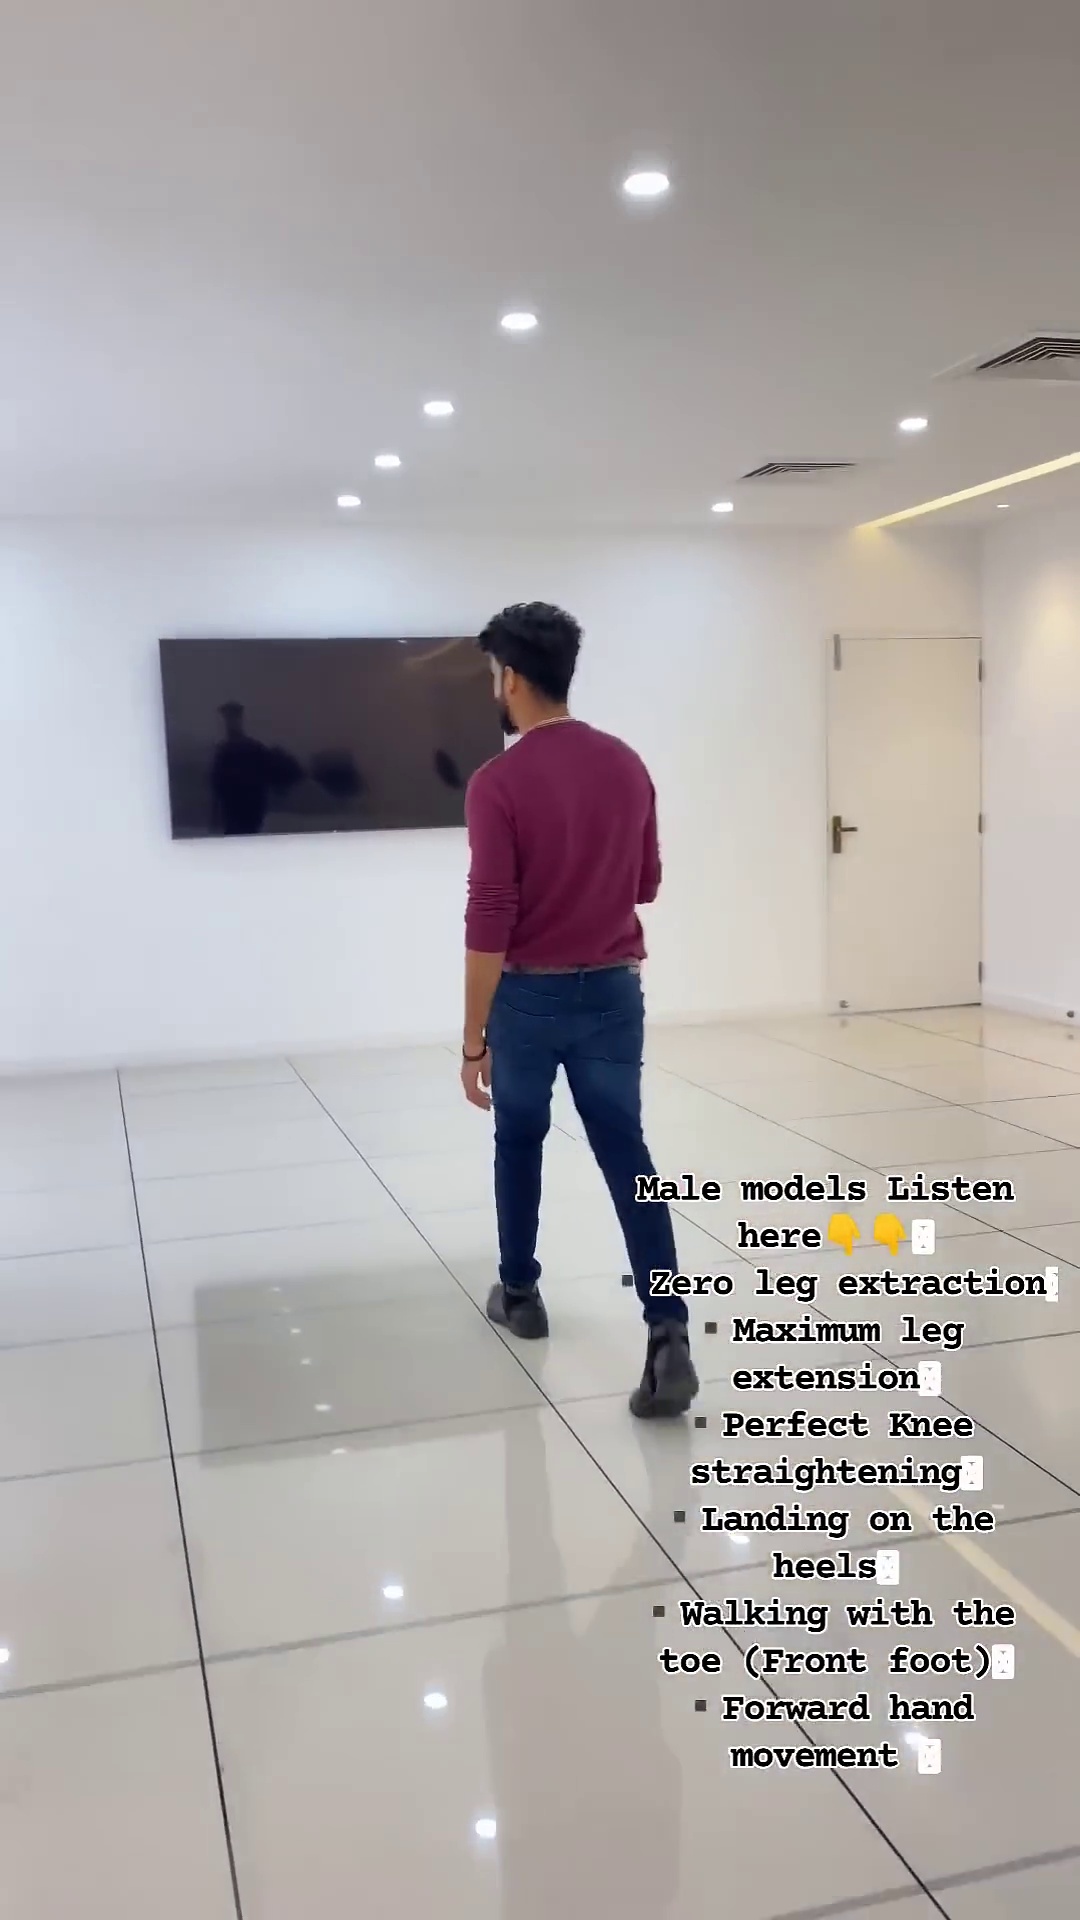 Male models Listen
here👇👇
▪ Zero leg extraction
▪ Maximum leg
extension
▪ Perfect Knee
straightening
▪ Landing on the
heels
▪ Walking with the
toe (Front foot)
▪ Forward hand
movement